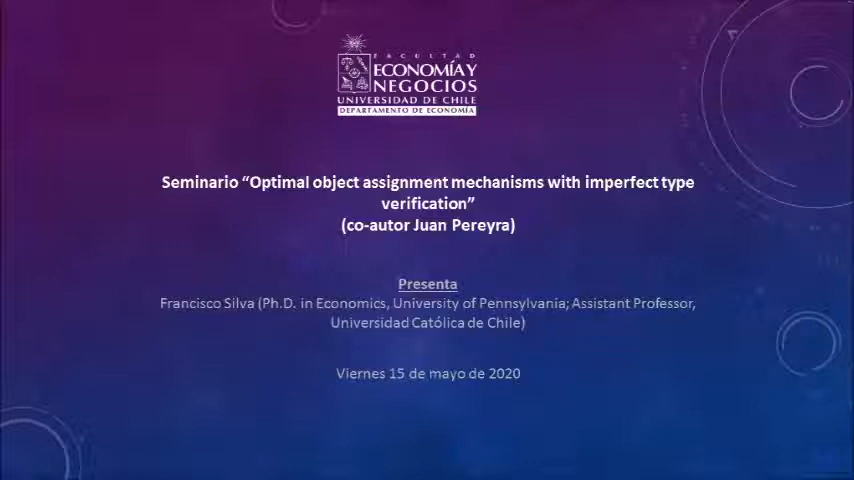 FACULTAD
ECONOMÍA Y
NEGOCIOS
UNIVERSIDAD DE CHILE
DEPARTAMENTO DE ECONOMÍA
Seminario “Optimal object assignment mechanisms with imperfect type
verification”
(co-autor Juan Pereyra)
Presenta
Francisco Silva (Ph.D. in Economics, University of Pennsylvania; Assistant Professor,
Universidad Católica de Chile)
Viernes 15 de mayo de 2020